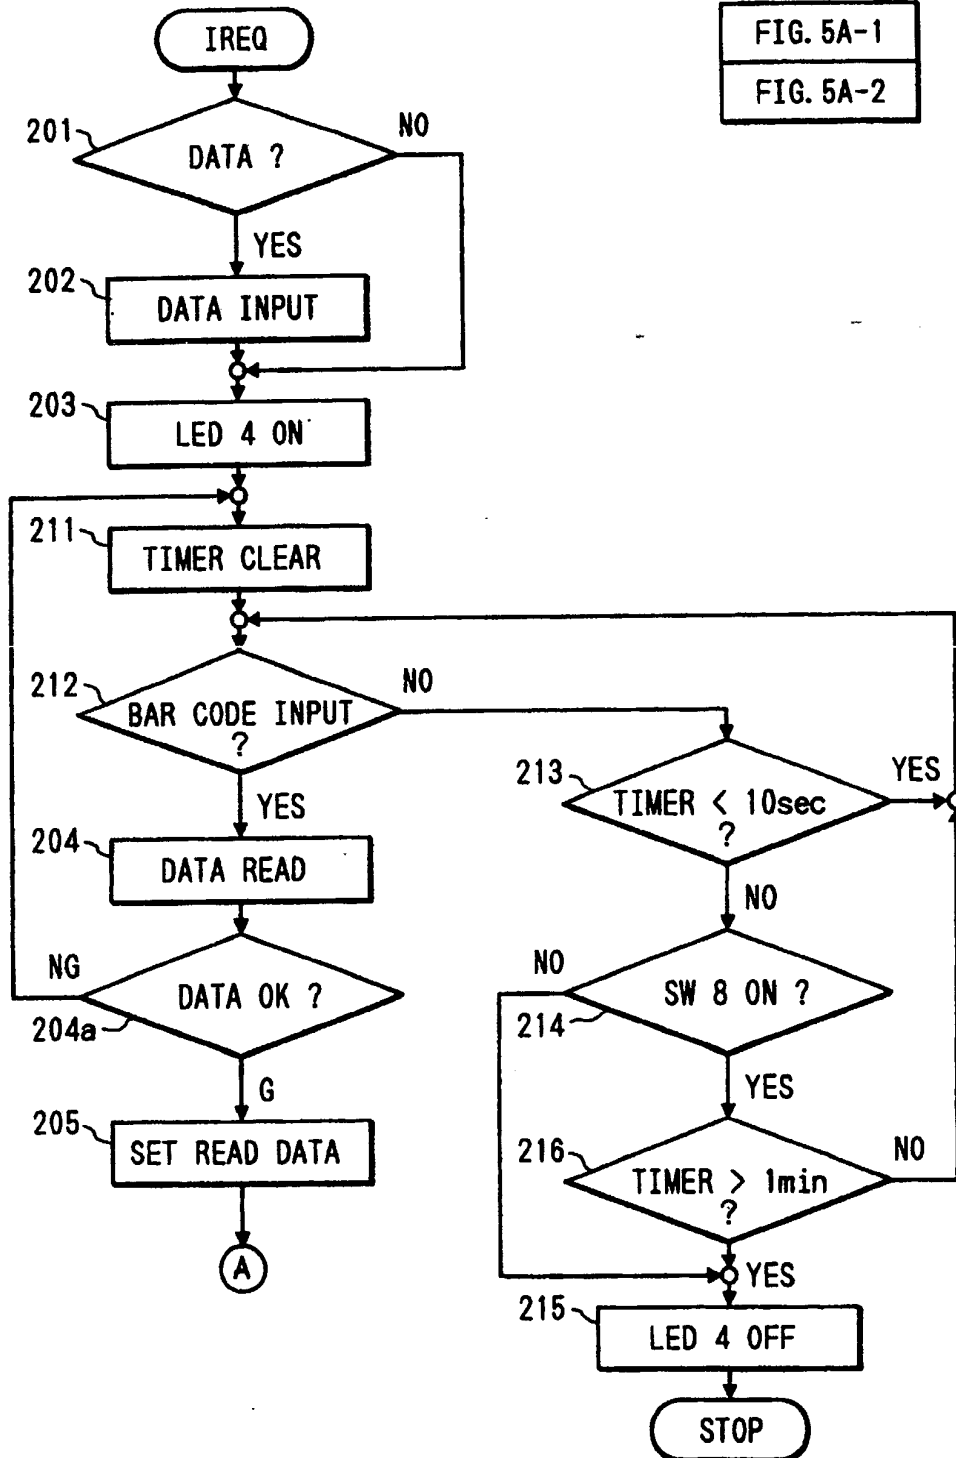 IREQ
FIG. 5A-1
FIG. 5A-2
201
DATA ?
NO
YES
202
DATA INPUT
203
LED 4 ON
211
TIMER CLEAR
212
BAR CODE INPUT
?
NO
YES
213
TIMER < 10sec
?
YES
NO
204
DATA READ
NG
DATA OK ?
204a
G
NO
SW 8 ON ?
214
YES
205
SET READ DATA
216
TIMER > 1min
?
NO
YES
A
215
LED 4 OFF
STOP